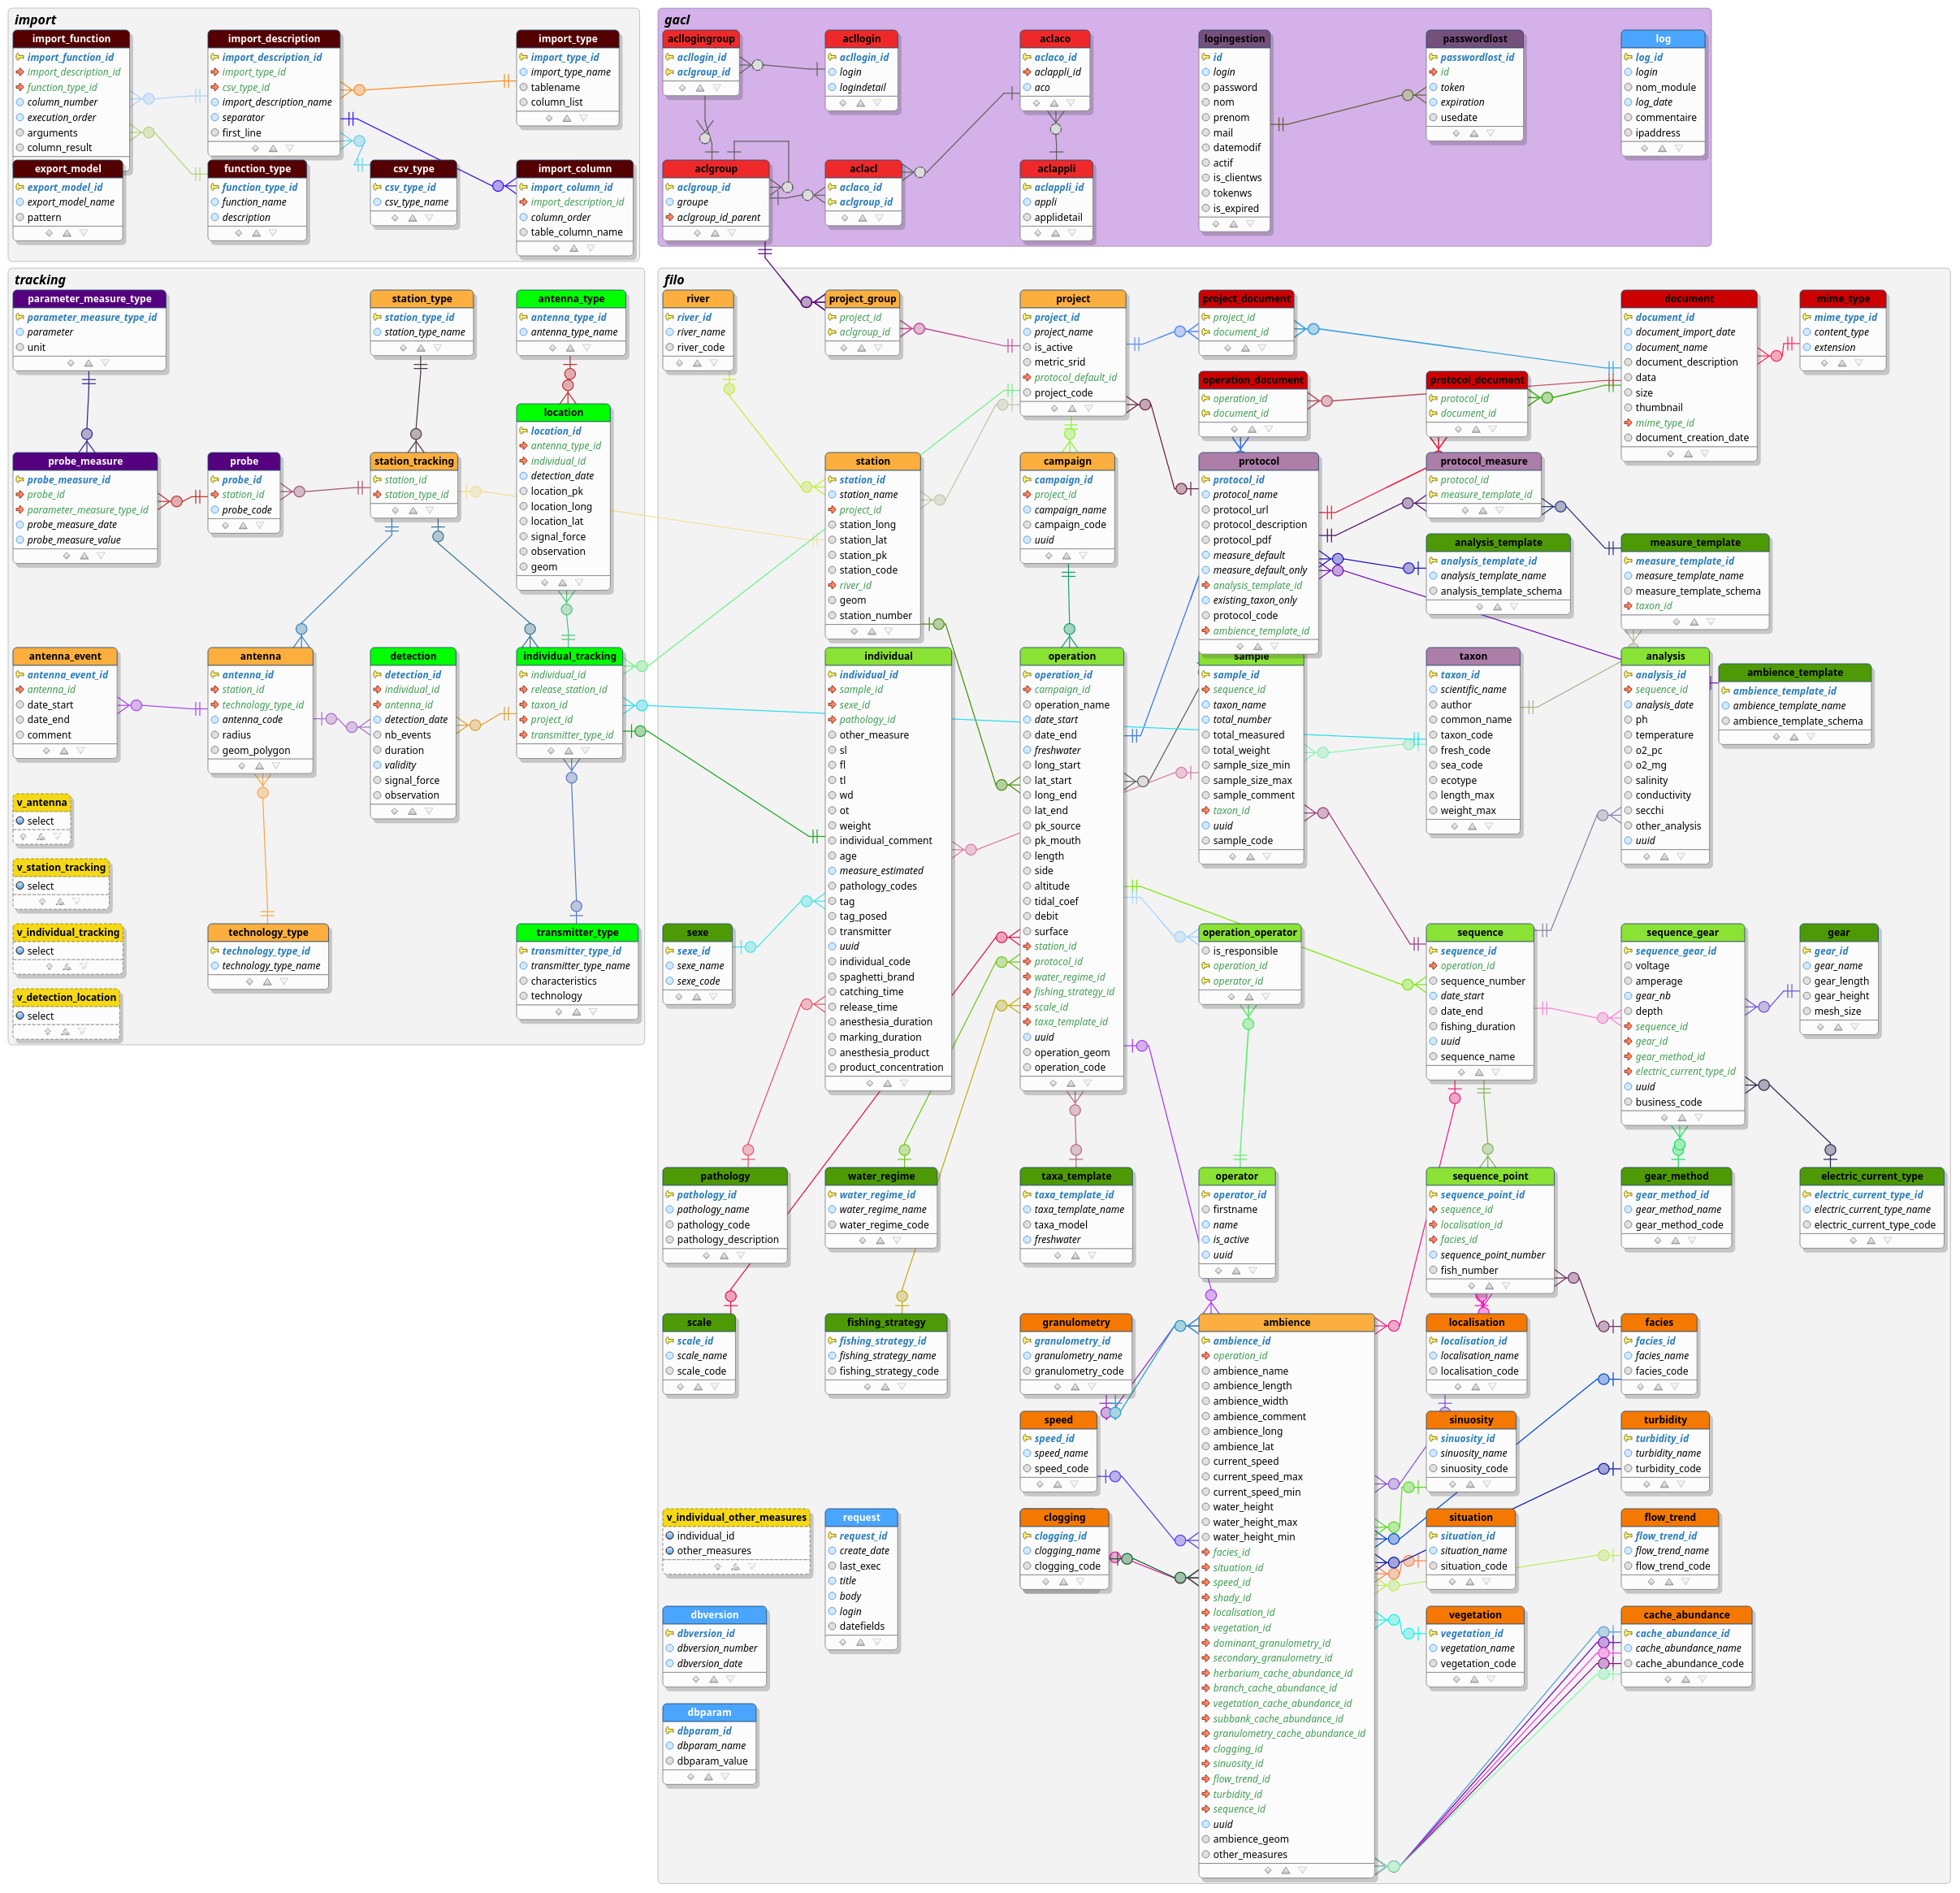 import
import_function
import_function_id
import_description_id
function_type_id
column_number
execution_order
arguments
column_result
import_description
import_description_id
import_type_id
csv_type_id
import_description_name
separator
first_line
import_type
import_type_id
import_type_name
tablename
column_list
export_model
export_model_id
export_model_name
pattern
function_type
function_type_id
function_name
description
csv_type
csv_type_id
csv_type_name
import_column
import_column_id
import_description_id
column_order
table_column_name
gacl
acllogingroup
acllogin_id
aclgroup_id
acllogin
acllogin_id
login
logindetail
aclaco
aclaco_id
aclappli_id
aco
logingestion
id
login
password
nom
prenom
mail
datemodif
actif
is_clientws
tokenws
is_expired
passwordlost
passwordlost_id
id
token
expiration
usedate
log
log_id
login
nom_module
log_date
commentaire
ipaddress
aclgroup
aclgroup_id
groupe
aclgroup_id_parent
aclacl
aclaco_id
aclgroup_id
aclappli
aclappli_id
appli
applidetail
tracking
parameter_measure_type
parameter_measure_type_id
parameter
unit
station_type
station_type_id
station_type_name
antenna_type
antenna_type_id
antenna_type_name
location
location_id
antenna_type_id
individual_id
detection_date
location_pk
location_long
location_lat
signal_force
observation
geom
probe_measure
probe_measure_id
probe_id
parameter_measure_type_id
probe_measure_date
probe_measure_value
probe
probe_id
station_id
probe_code
station_tracking
station_id
station_type_id
antenna_event
antenna_event_id
antenna_id
date_start
date_end
comment
antenna
antenna_id
station_id
technology_type_id
antenna_code
radius
geom_polygon
detection
detection_id
individual_id
antenna_id
detection_date
nb_events
duration
validity
signal_force
observation
individual_tracking
individual_id
release_station_id
taxon_id
project_id
transmitter_type_id
v_antenna
select
v_station_tracking
select
v_individual_tracking
select
v_detection_location
select
technology_type
technology_type_id
technology_type_name
transmitter_type
transmitter_type_id
transmitter_type_name
characteristics
technology
filo
river
river_id
river_name
river_code
project_group
project_id
aclgroup_id
project
project_id
project_name
is_active
metric_srid
protocol_default_id
project_code
project_document
project_id
document_id
document
document_id
document_import_date
document_name
document_description
data
size
thumbnail
mime_type_id
document_creation_date
mime_type
mime_type_id
content_type
extension
operation_document
operation_id
document_id
protocol_document
protocol_id
document_id
station
station_id
station_name
project_id
station_long
station_lat
station_pk
station_code
river_id
geom
station_number
campaign
campaign_id
project_id
campaign_name
campaign_code
uuid
protocol
protocol_id
protocol_name
protocol_url
protocol_description
protocol_pdf
measure_default
measure_default_only
analysis_template_id
existing_taxon_only
protocol_code
ambience_template_id
protocol_measure
protocol_id
measure_template_id
analysis_template
analysis_template_id
analysis_template_name
analysis_template_schema
measure_template
measure_template_id
measure_template_name
measure_template_schema
taxon_id
individual
individual_id
sample_id
sexe_id
pathology_id
other_measure
sl
fl
tl
wd
ot
weight
individual_comment
age
measure_estimated
pathology_codes
tag
tag_posed
transmitter
uuid
individual_code
spaghetti_brand
catching_time
release_time
anesthesia_duration
marking_duration
anesthesia_product
product_concentration
operation
operation_id
campaign_id
operation_name
date_start
date_end
freshwater
long_start
lat_start
long_end
lat_end
pk_source
pk_mouth
length
side
altitude
tidal_coef
debit
surface
station_id
protocol_id
water_regime_id
fishing_strategy_id
scale_id
taxa_template_id
uuid
operation_geom
operation_code
sample
sample_id
sequence_id
taxon_name
total_number
total_measured
total_weight
sample_size_min
sample_size_max
sample_comment
taxon_id
uuid
sample_code
taxon
taxon_id
scientific_name
author
common_name
taxon_code
fresh_code
sea_code
ecotype
length_max
weight_max
analysis
analysis_id
sequence_id
analysis_date
ph
temperature
o2_pc
o2_mg
salinity
conductivity
secchi
other_analysis
uuid
ambience_template
ambience_template_id
ambience_template_name
ambience_template_schema
sexe
sexe_id
sexe_name
sexe_code
operation_operator
is_responsible
operation_id
operator_id
sequence
sequence_id
operation_id
sequence_number
date_start
date_end
fishing_duration
uuid
sequence_name
sequence_gear
sequence_gear_id
voltage
amperage
gear_nb
depth
sequence_id
gear_id
gear_method_id
electric_current_type_id
uuid
business_code
gear
gear_id
gear_name
gear_length
gear_height
mesh_size
pathology
pathology_id
pathology_name
pathology_code
pathology_description
water_regime
water_regime_id
water_regime_name
water_regime_code
taxa_template
taxa_template_id
taxa_template_name
taxa_model
freshwater
operator
operator_id
firstname
name
is_active
uuid
sequence_point
sequence_point_id
sequence_id
localisation_id
facies_id
sequence_point_number
fish_number
gear_method
gear_method_id
gear_method_name
gear_method_code
electric_current_type
electric_current_type_id
electric_current_type_name
electric_current_type_code
scale
scale_id
scale_name
scale_code
fishing_strategy
fishing_strategy_id
fishing_strategy_name
fishing_strategy_code
granulometry
granulometry_id
granulometry_name
granulometry_code
ambience
ambience_id
operation_id
ambience_name
ambience_length
ambience_width
ambience_comment
ambience_long
ambience_lat
current_speed
current_speed_max
current_speed_min
water_height
water_height_max
water_height_min
facies_id
situation_id
speed_id
shady_id
localisation_id
vegetation_id
dominant_granulometry_id
secondary_granulometry_id
herbarium_cache_abundance_id
branch_cache_abundance_id
vegetation_cache_abundance_id
subbank_cache_abundance_id
granulometry_cache_abundance_id
clogging_id
sinuosity_id
flow_trend_id
turbidity_id
sequence_id
uuid
ambience_geom
other_measures
localisation
localisation_id
localisation_name
localisation_code
facies
facies_id
facies_name
facies_code
speed
speed_id
speed_name
speed_code
sinuosity
sinuosity_id
sinuosity_name
sinuosity_code
turbidity
turbidity_id
turbidity_name
turbidity_code
v_individual_other_measures
individual_id
other_measures
request
request_id
create_date
last_exec
title
body
login
datefields
clogging
clogging_id
clogging_name
clogging_code
situation
situation_id
situation_name
situation_code
flow_trend
flow_trend_id
flow_trend_name
flow_trend_code
dbversion
dbversion_id
dbversion_number
dbversion_date
vegetation
vegetation_id
vegetation_name
vegetation_code
cache_abundance
cache_abundance_id
cache_abundance_name
cache_abundance_code
dbparam
dbparam_id
dbparam_name
dbparam_value